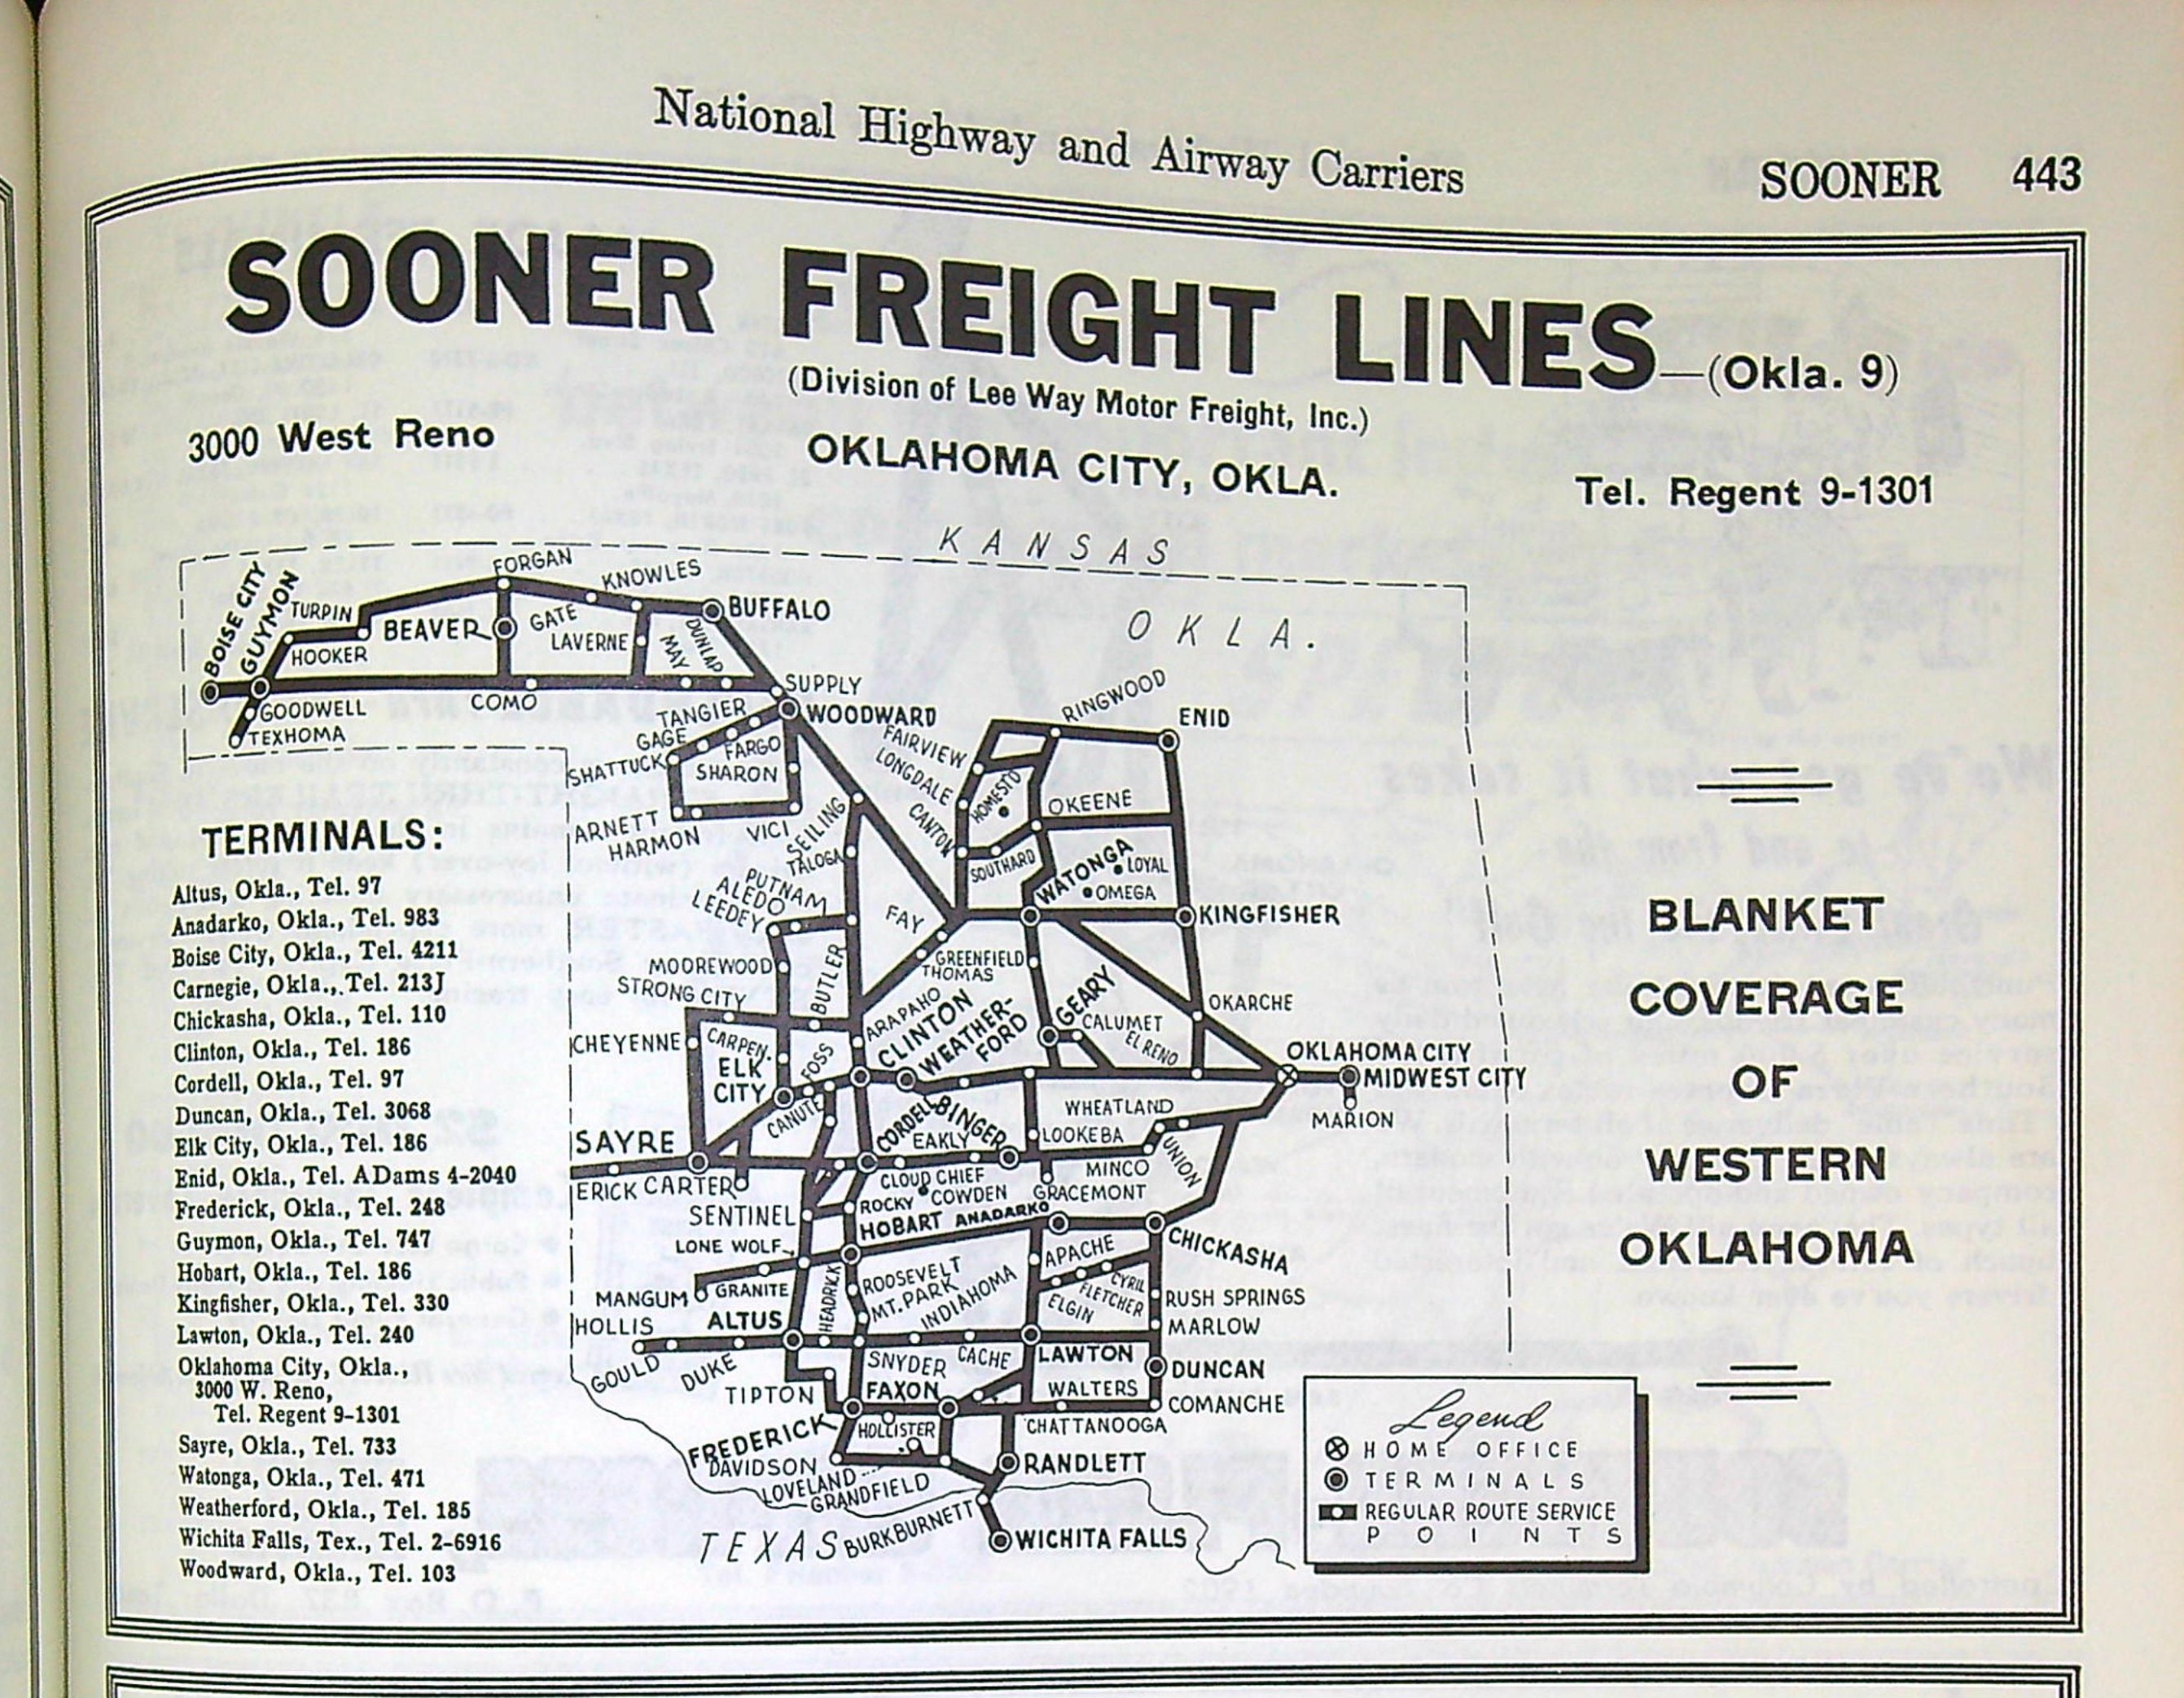 National Highway and Airway Carriers
SOONER 443
SOONER FREIGHT LINES—(Okla. 9)
(Division of Lee Way Motor Freight, Inc.)
3000 West Reno
OKLAHOMA CITY, OKLA.
Tel. Regent 9-1301
KANSAS
OKLA.
BOISE CITY
GUYMON
TURPIN
HOOKER
FORGAN
BEAVER
GATE
KNOWLES
LAVERNE
MAY
DUNLAP
BUFFALO
GOODWELL
TEXHOMA
COMO
SUPPLY
WOODWARD
TANGIER
GAGE
FARGO
SHATTUCK
SHARON
ARNETT
HARMON
VICI
SEILING
TALOGA
FAIRVIEW
LONGDALE
CANTON
RINGWOOD
ENID
HOMESTD
OKEENE
SOUTHARD
WATONGA
LOYAL
OMEGA
KINGFISHER
PUTNAM
ALEDO
LEEDEY
FAY
GREENFIELD
THOMAS
MOOREWOOD
STRONG CITY
BUTLER
ARAPAHO
CLINTON
WEATHER-
FORD
GEARY
CALUMET
EL RENO
OKARCHE
CHEYENNE
CARPEN.
ELK
CITY
FOSS
CANUTE
OKLAHOMA CITY
MIDWEST CITY
MARION
WHEATLAND
CORDELL
BINGER
EAKLY
LOOKEBA
SAYRE
ERICK
CARTER
CLOUD CHIEF
COWDEN
MINCO
UNION
GRACEMONT
SENTINEL
ROCKY
HOBART
ANADARKO
CHICKASHA
LONE WOLF
MANGUM
GRANITE
HEADRICK
ROOSEVELT
MT. PARK
INDIAHOMA
APACHE
CYRIL
FLETCHER
ELGIN
RUSH SPRINGS
MARLOW
HOLLIS
ALTUS
GOULD
DUKE
SNYDER
CACHE
LAWTON
DUNCAN
TIPTON
FAXON
WALTERS
COMANCHE
FREDERICK
HOLLISTER
CHATTANOOGA
DAVIDSON
LOVELAND
GRANDFIELD
RANDLETT
TEXAS
BURKBURNETT
WICHITA FALLS
TERMINALS:
Altus, Okla., Tel. 97
Anadarko, Okla., Tel. 983
Boise City, Okla., Tel. 4211
Carnegie, Okla.,.Tel. 213J
Chickasha, Okla., Tel. 110
Clinton, Okla., Tel. 186
Cordell, Okla., Tel. 97
Duncan, Okla., Tel. 3068
Elk City, Okla., Tel. 186
Enid, Okla., Tel. ADams 4-2040
Frederick, Okla., Tel. 248
Guymon, Okla., Tel. 747
Hobart, Okla., Tel. 186
Kingfisher, Okla., Tel. 330
Lawton, Okla., Tel. 240
Oklahoma City, Okla.,
3000 W. Reno,
Tel. Regent 9-1301
Sayre, Okla., Tel. 733
Watonga, Okla., Tel. 471
Weatherford, Okla., Tel. 185
Wichita Falls, Tex., Tel. 2-6916
Woodward, Okla., Tel. 103
BLANKET
COVERAGE
OF
WESTERN
OKLAHOMA
Legend
HOME OFFICE
TERMINALS
REGULAR ROUTE SERVICE
POINTS